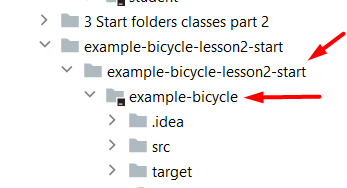 student
3 Start folders classes part 2
example-bicycle-lesson2-start
example-bicycle-lesson2-start
example-bicycle
.idea
src
target